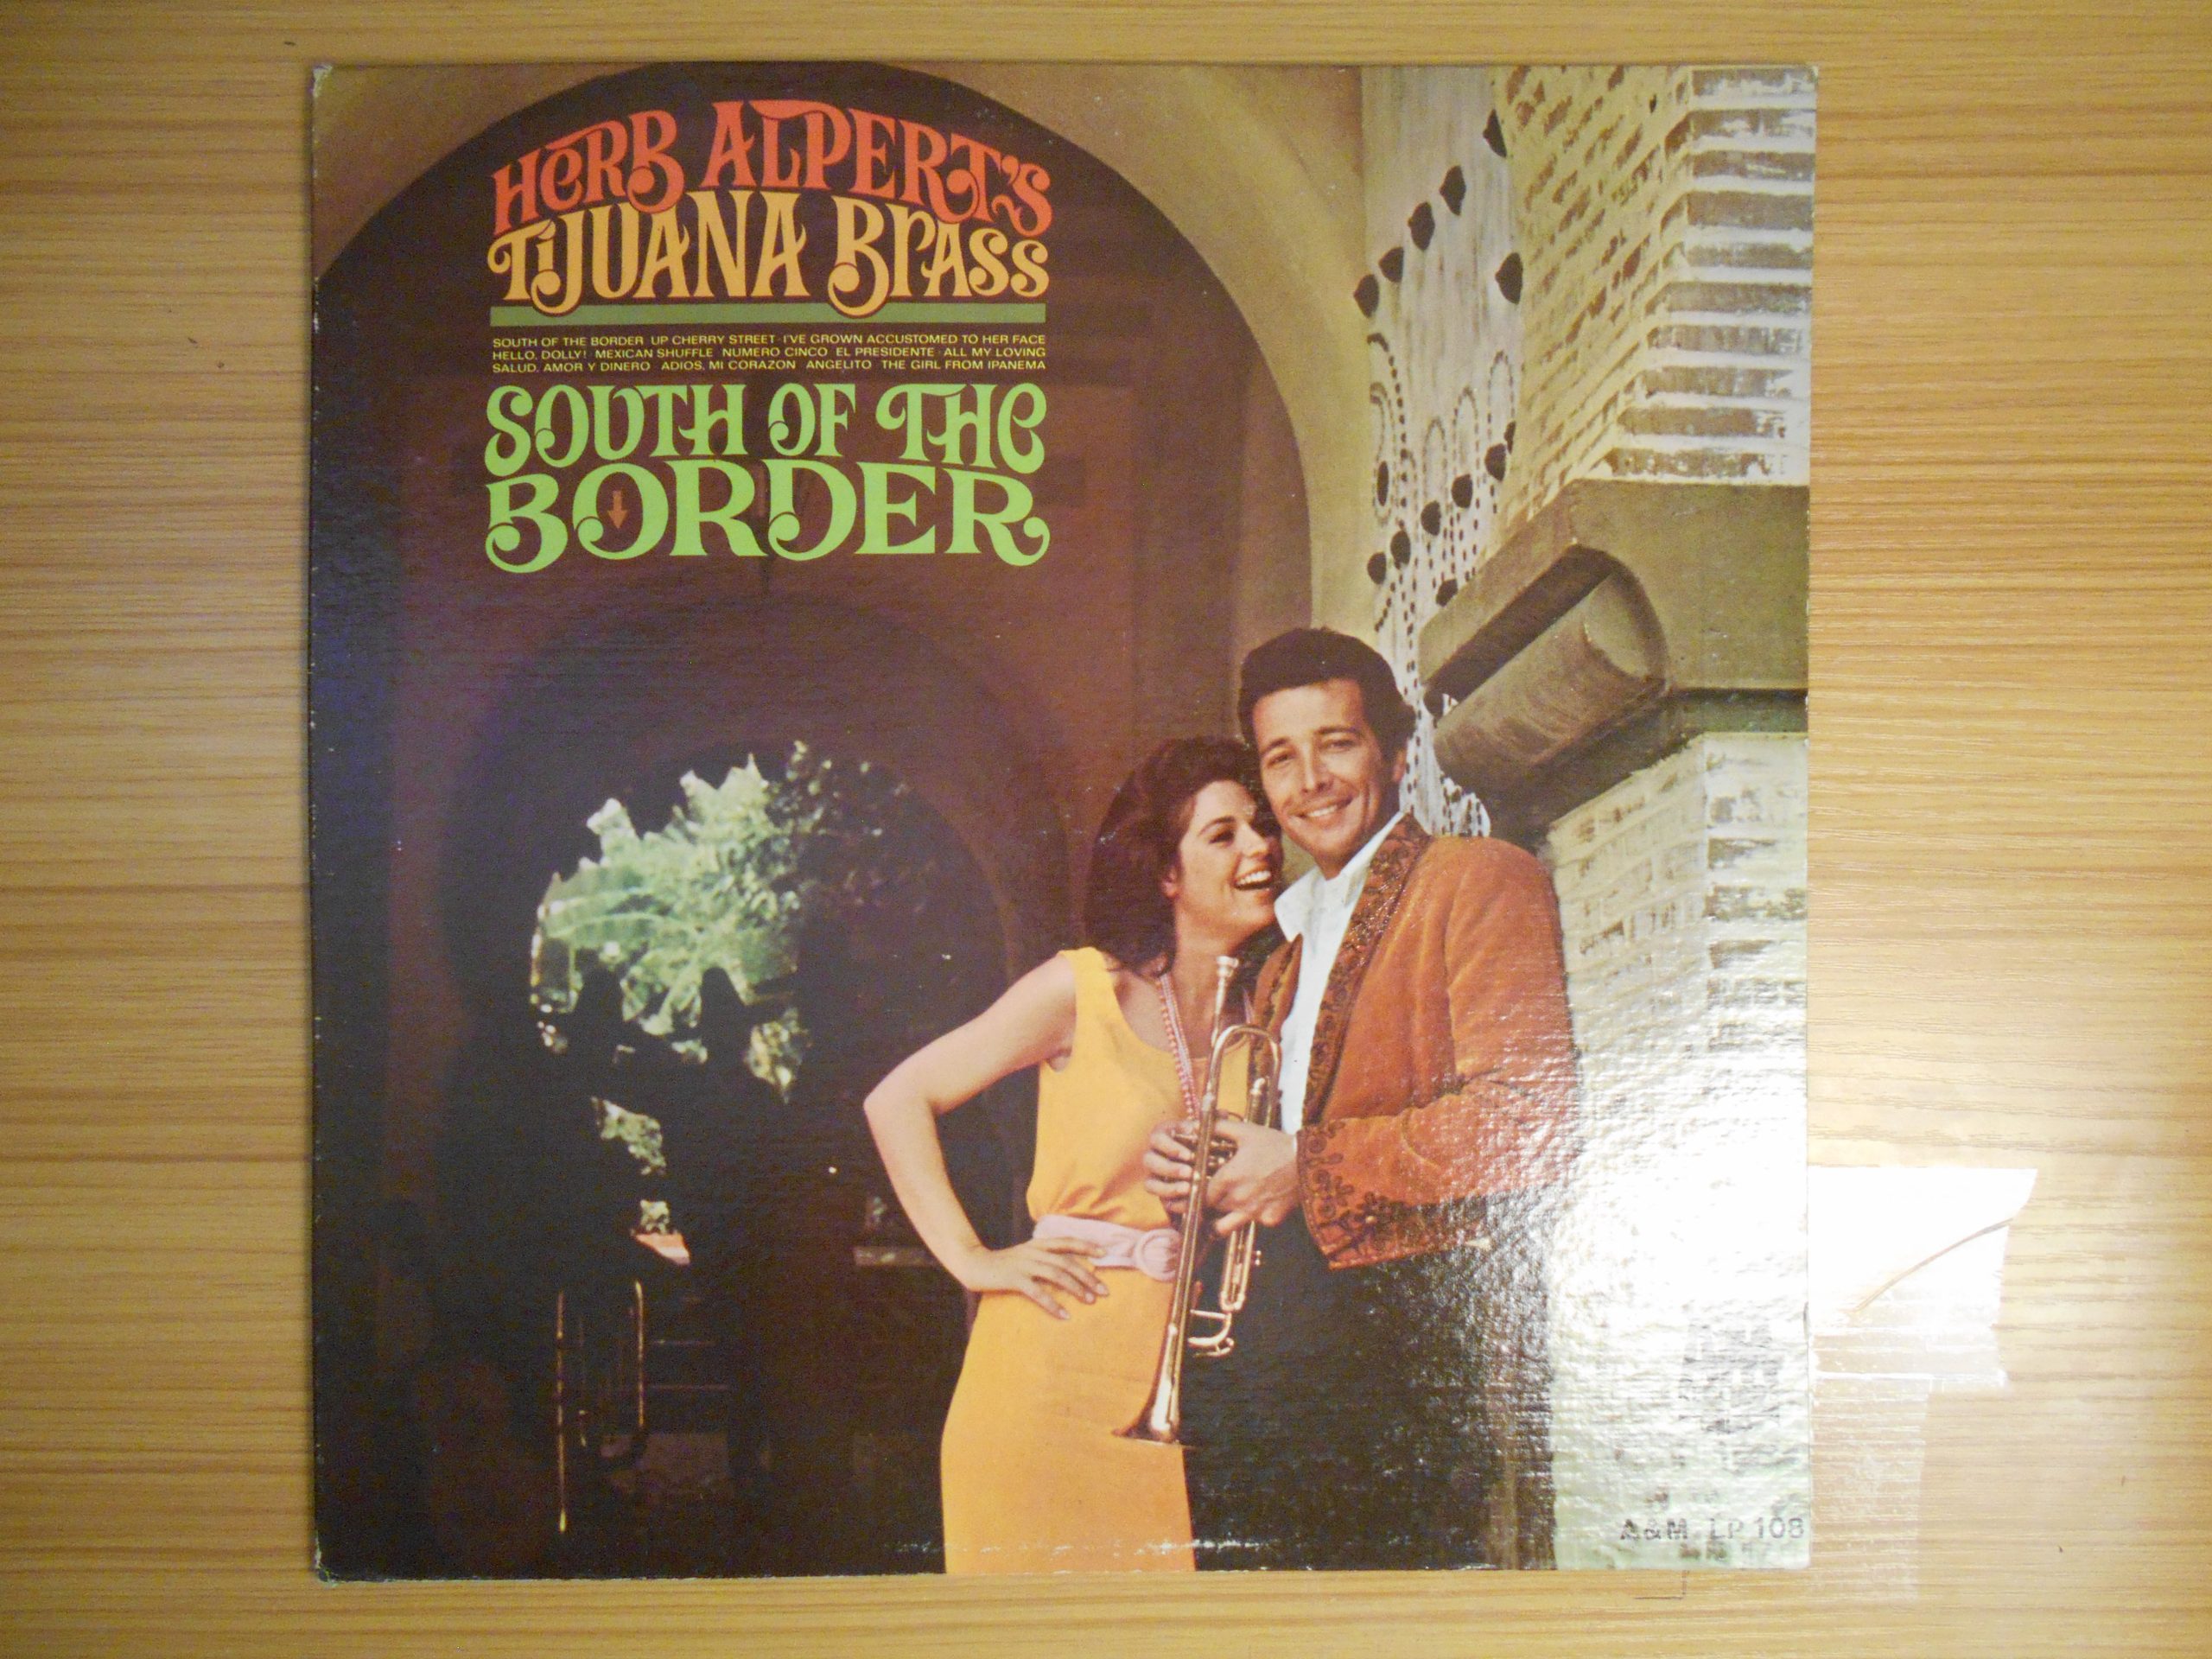 HERB ALPERT'S
TIJUANA BRASS
SOUTH OF THE BORDER UP CHERRY STREET · I'VE GROWN ACCUSTOMED TO HER FACE
HELLO, DOLLY! MEXICAN SHUFFLE NUMERO CINCO EL PRESIDENTE · ALL MY LOVING
SALUD, AMOR Y DINERO ADIOS, MI CORAZON ANGELITO THE GIRL FROM IPANEMA
SOUTH OF THE
BORDER
A&M LP 108